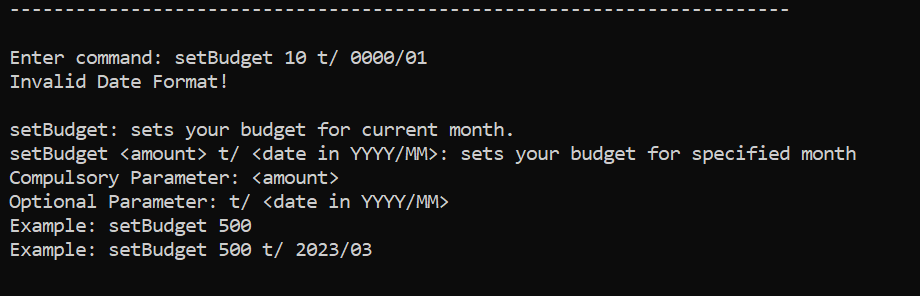 -----------------------------------------------------------------------
Enter command: setBudget 10 t/ 0000/01
Invalid Date Format!
setBudget: sets your budget for current month.
setBudget <amount> t/ <date in YYYY/MM>: sets your budget for specified month
Compulsory Parameter: <amount>
Optional Parameter: t/ <date in YYYY/MM>
Example: setBudget 500
Example: setBudget 500 t/ 2023/03